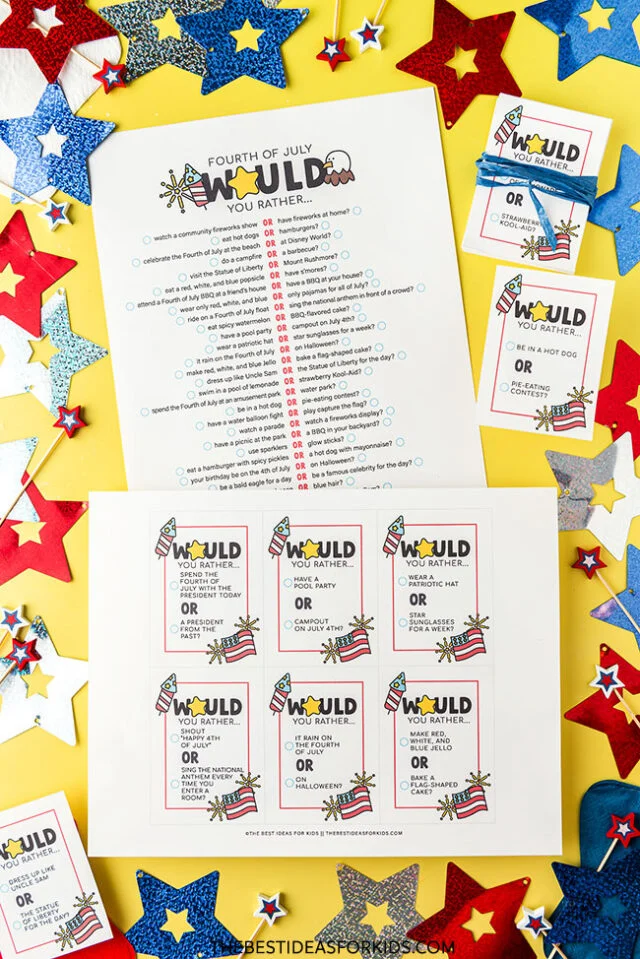 FOURTH OF JULY
WOULD
YOU RATHER...
watch a community fireworks show OR have fireworks at home?
eat hot dogs OR hamburgers?
celebrate the Fourth of July at the beach OR at Disney World?
do a campfire OR a barbecue?
visit the Statue of Liberty OR Mount Rushmore?
eat a red, white, and blue popsicle OR have s'mores?
attend a Fourth of July BBQ at a friend's house OR have a BBQ at your house?
wear only red, white, and blue OR only pajamas for all of July?
ride on a Fourth of July float OR sing the national anthem in front of a crowd?
eat spicy watermelon OR BBQ-flavored cake?
have a pool party OR campout on July 4th?
wear a patriotic hat OR star sunglasses for a week?
it rain on the Fourth of July OR on Halloween?
make red, white, and blue Jello OR bake a flag-shaped cake?
dress up like Uncle Sam OR the Statue of Liberty for the day?
swim in a pool of lemonade OR strawberry Kool-Aid?
spend the Fourth of July at an amusement park OR water park?
be in a hot dog OR pie-eating contest?
have a water balloon fight OR play capture the flag?
watch a parade OR watch a fireworks display?
have a picnic at the park OR a BBQ in your backyard?
use sparklers OR glow sticks?
eat a hamburger with spicy pickles OR a hot dog with mayonnaise?
your birthday be on the 4th of July OR on Halloween?
be a bald eagle for a day OR be a famous celebrity for the day?
OR blue hair?
WOULD
YOU RATHER...
OR
STRAWBERRY
KOOL-AID?
WOULD
YOU RATHER...
BE IN A HOT DOG
OR
PIE-EATING
CONTEST?
WOULD
YOU RATHER...
SPEND THE
FOURTH OF
JULY WITH THE
PRESIDENT TODAY
OR
A PRESIDENT
FROM THE
PAST?
WOULD
YOU RATHER...
HAVE A
POOL PARTY
OR
CAMPOUT
ON JULY 4TH?
WOULD
YOU RATHER...
WEAR A
PATRIOTIC HAT
OR
STAR
SUNGLASSES
FOR A WEEK?
WOULD
YOU RATHER...
SHOUT
"HAPPY 4TH
OF JULY"
OR
SING THE NATIONAL
ANTHEM EVERY
TIME YOU
ENTER A
ROOM?
WOULD
YOU RATHER...
IT RAIN ON
THE FOURTH
OF JULY
OR
ON
HALLOWEEN?
WOULD
YOU RATHER...
MAKE RED,
WHITE, AND
BLUE JELLO
OR
BAKE A
FLAG-SHAPED
CAKE?
©THE BEST IDEAS FOR KIDS || THEBESTIDEASFORKIDS.COM
WOULD
YOU RATHER...
DRESS UP LIKE
UNCLE SAM
OR
THE STATUE
OF LIBERTY
FOR THE DAY?
THEBESTIDEASFORKIDS.COM